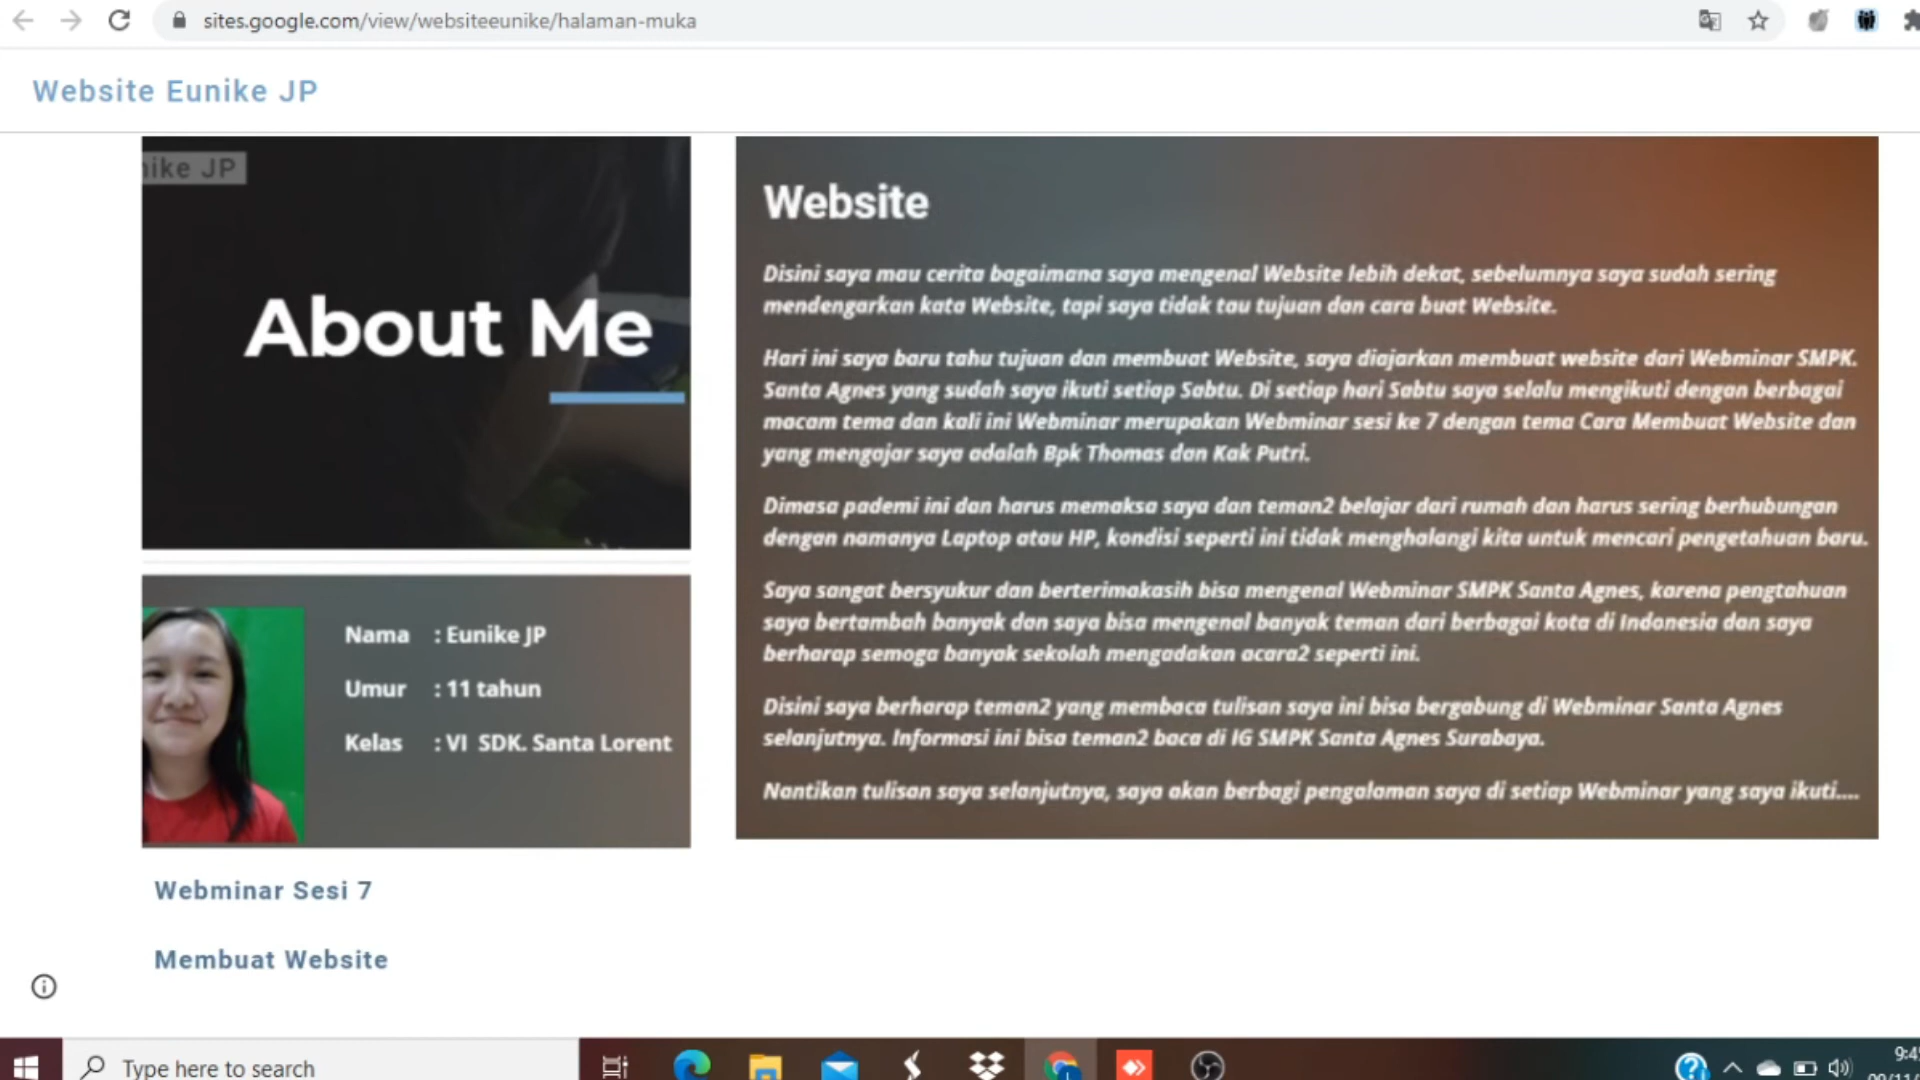 sites.google.com/view/websiteeunike/halaman-muka
Website Eunike JP
nike JP
About Me
Nama : Eunike JP
Umur : 11 tahun
Kelas : VI SDK. Santa Lorent
Webminar Sesi 7
Membuat Website
Website
Disini saya mau cerita bagaimana saya mengenal Website lebih dekat, sebelumnya saya sudah sering
mendengarkan kata Website, tapi saya tidak tau tujuan dan cara buat Website.
Hari ini saya baru tahu tujuan dan membuat Website, saya diajarkan membuat website dari Webminar SMPK.
Santa Agnes yang sudah saya ikuti setiap Sabtu. Di setiap hari Sabtu saya selalu mengikuti dengan berbagai
macam tema dan kali ini Webminar merupakan Webminar sesi ke 7 dengan tema Cara Membuat Website dan
yang mengajar saya adalah Bpk Thomas dan Kak Putri.
Dimasa pademi ini dan harus memaksa saya dan teman2 belajar dari rumah dan harus sering berhubungan
dengan namanya Laptop atau HP, kondisi seperti ini tidak menghalangi kita untuk mencari pengetahuan baru.
Saya sangat bersyukur dan berterimakasih bisa mengenal Webminar SMPK Santa Agnes, karena pengtahuan
saya bertambah banyak dan saya bisa mengenal banyak teman dari berbagai kota di Indonesia dan saya
berharap semoga banyak sekolah mengadakan acara2 seperti ini.
Disini saya berharap teman2 yang membaca tulisan saya ini bisa bergabung di Webminar Santa Agnes
selanjutnya. Informasi ini bisa teman2 baca di IG SMPK Santa Agnes Surabaya.
Nantikan tulisan saya selanjutnya, saya akan berbagi pengalaman saya di setiap Webminar yang saya ikuti....
Type here to search